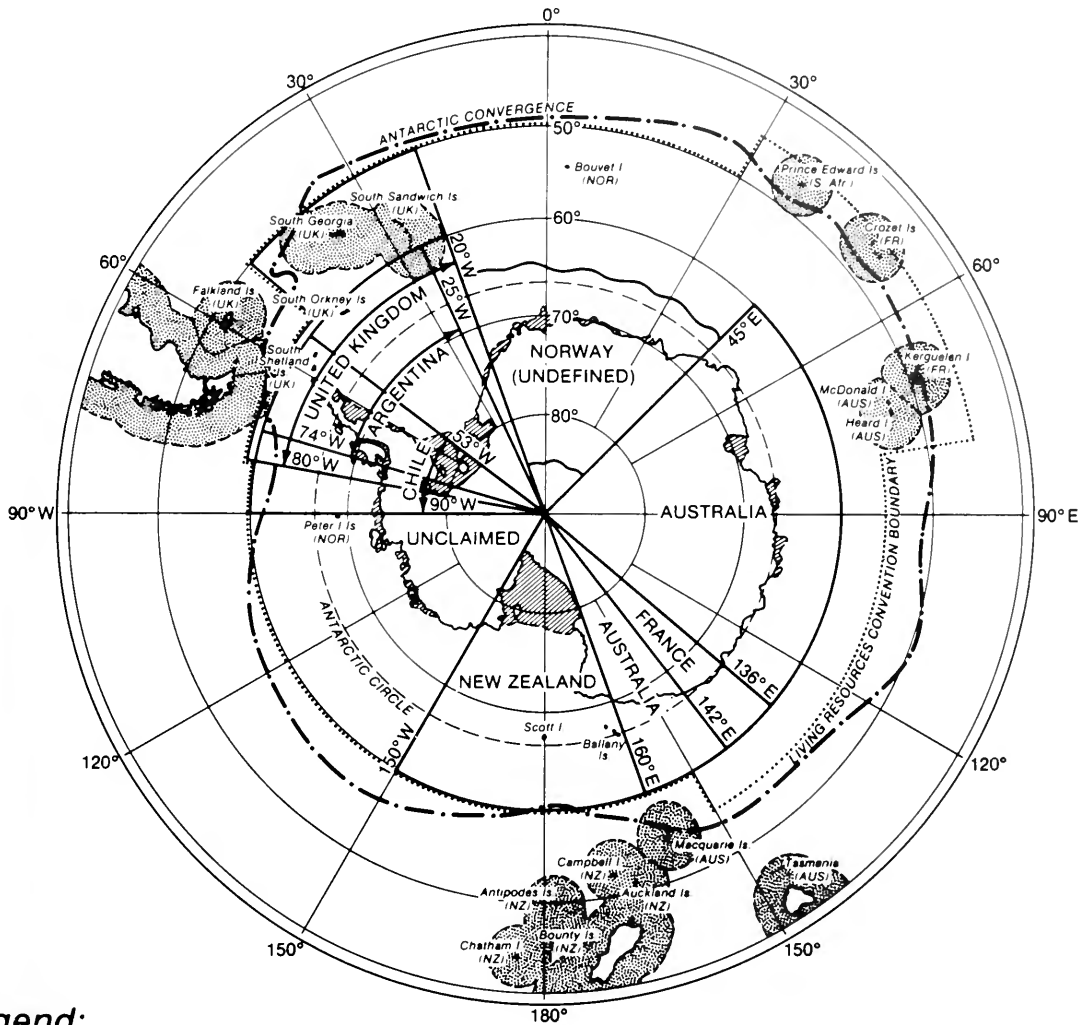 0°
30°
30°
ANTARCTIC CONVERGENCE
50°
Bouvet I
(NOR)
Prince Edward Is
(S. Afr.)
South Sandwich Is
(UK)
South Georgia
(UK)
60°
Crozet Is
(FR)
60°
60°
20°W
25°W
Falkland Is
(UK)
South Orkney Is
(UK)
South
Shetland
Is
(UK)
UNITED KINGDOM
ARGENTINA
70°
45°E
NORWAY
(UNDEFINED)
Kerguelen I
(FR)
McDonald I
(AUS)
Heard I
(AUS)
80°
53°W
74°W
80°W
CHILE
90°W
90°W
Peter I Is
(NOR)
UNCLAIMED
AUSTRALIA
90°E
LIVING RESOURCES CONVENTION BOUNDARY
ANTARCTIC CIRCLE
FRANCE
AUSTRALIA
136°E
142°E
NEW ZEALAND
Scott I
Ballany
Is
150°W
160°E
120°
120°
Macquarie Is.
(AUS)
Campbell I
(NZ)
Tasmania
(AUS)
Antipodes Is.
(NZ)
Auckland Is.
(NZ)
Chatham I
(NZ)
Bounty Is
(NZ)
150°
150°
180°
gend: